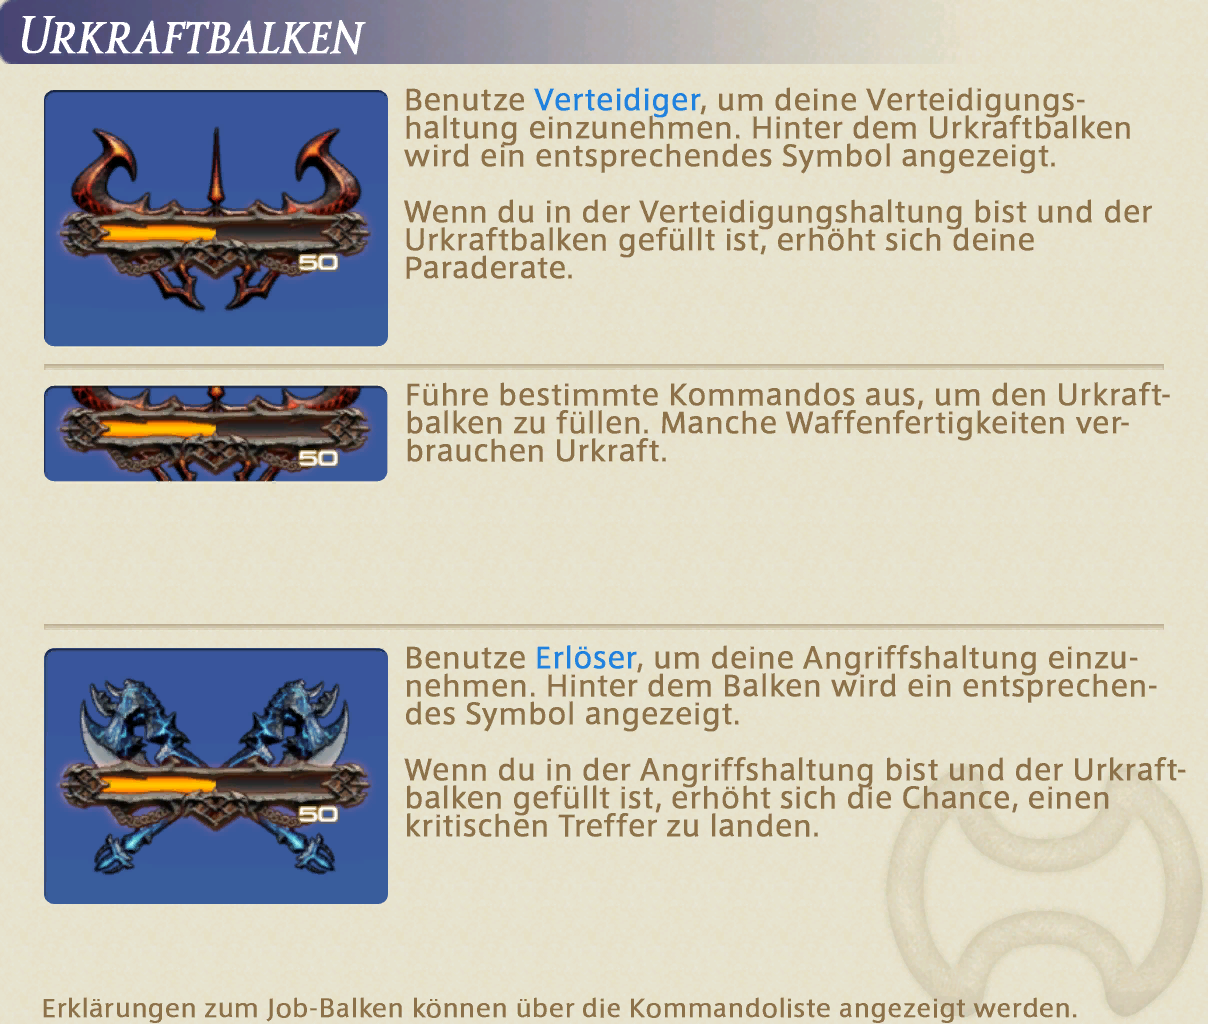 URKRAFTBALKEN
Benutze Verteidiger, um deine Verteidigungs-
haltung einzunehmen. Hinter dem Urkraftbalken
wird ein entsprechendes Symbol angezeigt.
Wenn du in der Verteidigungshaltung bist und der
Urkraftbalken gefüllt ist, erhöht sich deine
Paraderate.
50
Führe bestimmte Kommandos aus, um den Urkraft-
balken zu füllen. Manche Waffenfertigkeiten ver-
brauchen Urkraft.
50
Benutze Erlöser, um deine Angriffshaltung einzu-
nehmen. Hinter dem Balken wird ein entsprechen-
des Symbol angezeigt.
Wenn du in der Angriffshaltung bist und der Urkraft-
balken gefüllt ist, erhöht sich die Chance, einen
kritischen Treffer zu landen.
50
Erklärungen zum Job-Balken können über die Kommandoliste angezeigt werden.